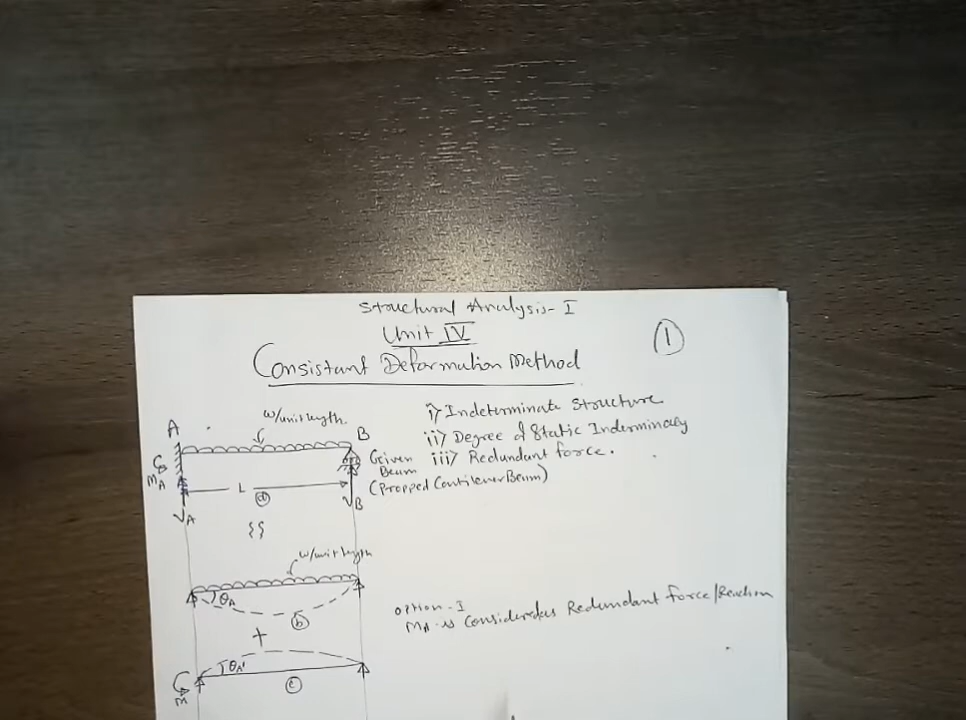 Structural Analysis- I
Unit IV
1
Consistant Deformation Method
i) Indeterminate Structure
ii) Degree of Static Inderminacy
iii) Redundant force.
w/unit length.
A
B
Given
Beam
(Propped Cantilever Beam)
MA
L
a
VA
VB
w/unit length
θA
b
option-I
MA is Considered as Redundant force/Reaction
+
θA'
M
c